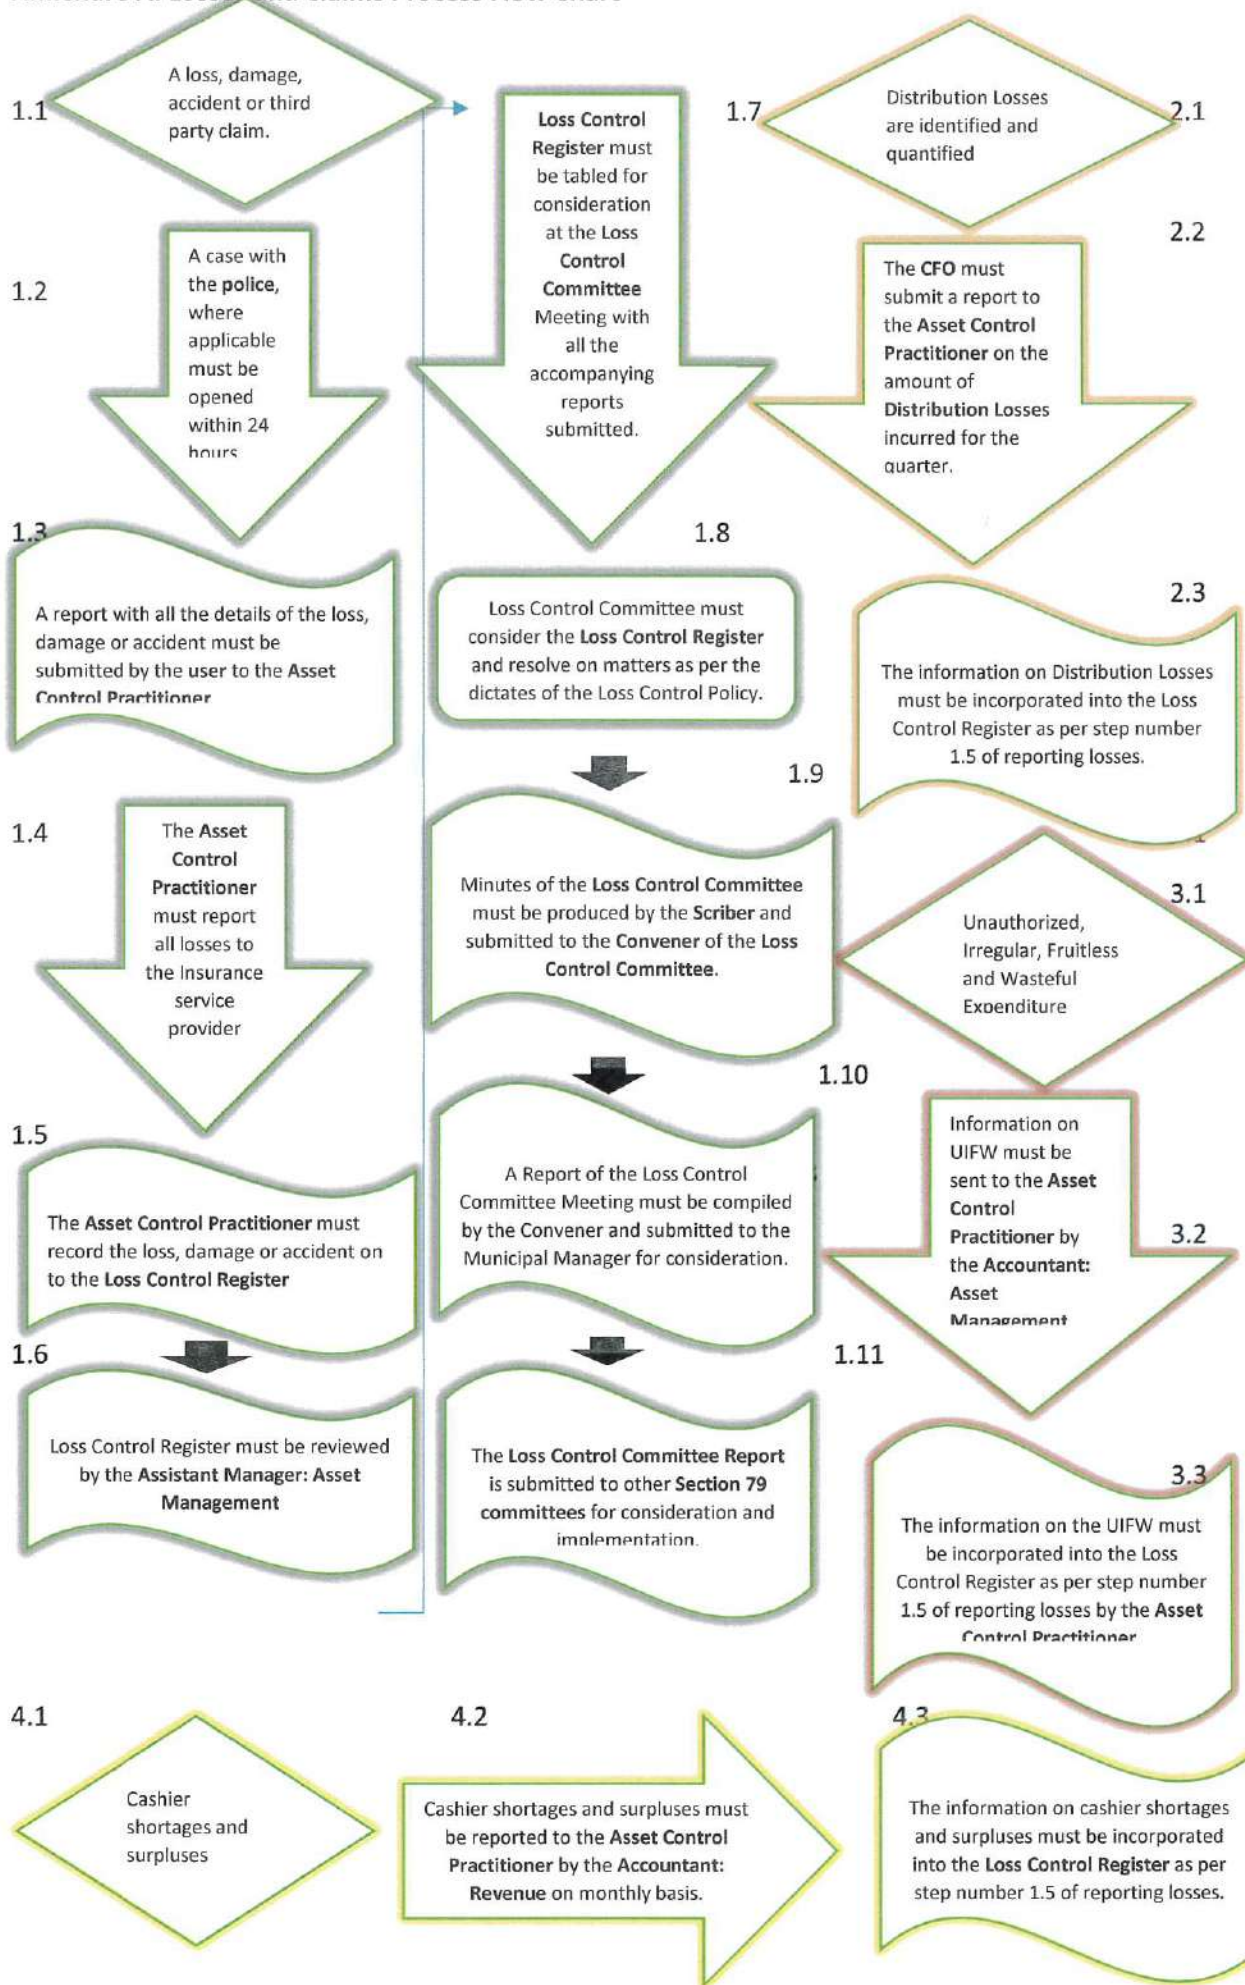 1.1
A loss, damage,
accident or third
party claim.
1.2
A case with
the police,
where
applicable
must be
opened
within 24
hours
1.3
A report with all the details of the loss,
damage or accident must be
submitted by the user to the Asset
Control Practitioner
1.4
The Asset
Control
Practitioner
must report
all losses to
the Insurance
service
provider
1.5
The Asset Control Practitioner must
record the loss, damage or accident on
to the Loss Control Register
1.6
Loss Control Register must be reviewed
by the Assistant Manager: Asset
Management
1.7
Loss Control
Register must
be tabled for
consideration
at the Loss
Control
Committee
Meeting with
all the
accompanying
reports
submitted.
1.8
Loss Control Committee must
consider the Loss Control Register
and resolve on matters as per the
dictates of the Loss Control Policy.
1.9
Minutes of the Loss Control Committee
must be produced by the Scriber and
submitted to the Convener of the Loss
Control Committee.
1.10
A Report of the Loss Control
Committee Meeting must be compiled
by the Convener and submitted to the
Municipal Manager for consideration.
1.11
The Loss Control Committee Report
is submitted to other Section 79
committees for consideration and
implementation.
2.1
Distribution Losses
are identified and
quantified
2.2
The CFO must
submit a report to
the Asset Control
Practitioner on the
amount of
Distribution Losses
incurred for the
quarter.
2.3
The information on Distribution Losses
must be incorporated into the Loss
Control Register as per step number
1.5 of reporting losses.
3.1
Unauthorized,
Irregular, Fruitless
and Wasteful
Expenditure
3.2
Information on
UIFW must be
sent to the Asset
Control
Practitioner by
the Accountant:
Asset
Management
3.3
The information on the UIFW must
be incorporated into the Loss
Control Register as per step number
1.5 of reporting losses by the Asset
Control Practitioner
4.1
Cashier
shortages and
surpluses
4.2
Cashier shortages and surpluses must
be reported to the Asset Control
Practitioner by the Accountant:
Revenue on monthly basis.
4.3
The information on cashier shortages
and surpluses must be incorporated
into the Loss Control Register as per
step number 1.5 of reporting losses.